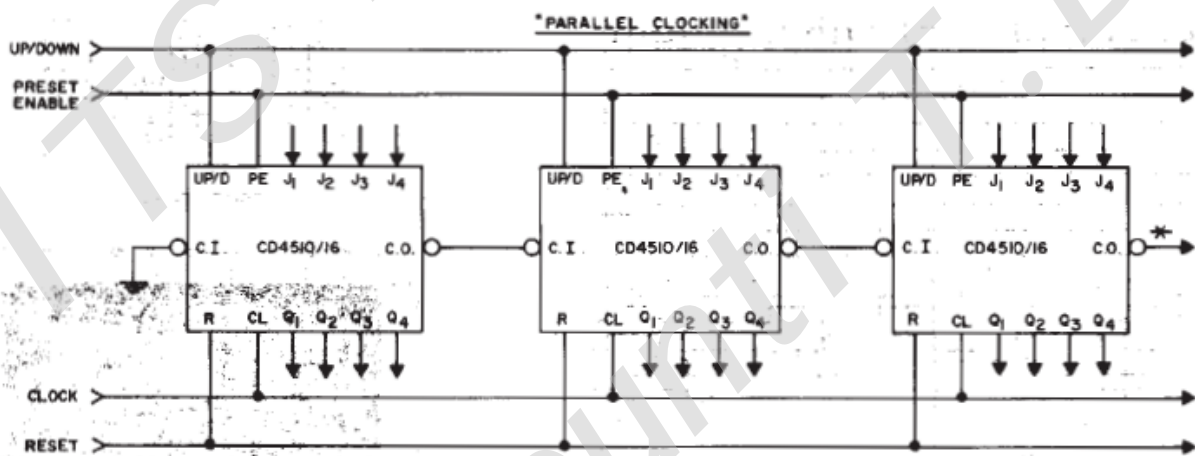 "PARALLEL CLOCKING"
UP/DOWN
PRESET
ENABLE
UP/D PE J1 J2 J3 J4
UP/D PE J1 J2 J3 J4
UP/D PE J1 J2 J3 J4
C.I. CD4510/16 C.O.
C.I CD4510/16 C.O
C.I CD4510/16 C.O.
*
R CL Q1 Q2 Q3 Q4
R CL Q1 Q2 Q3 Q4
R CL Q1 Q2 Q3 Q4
CLOCK
RESET